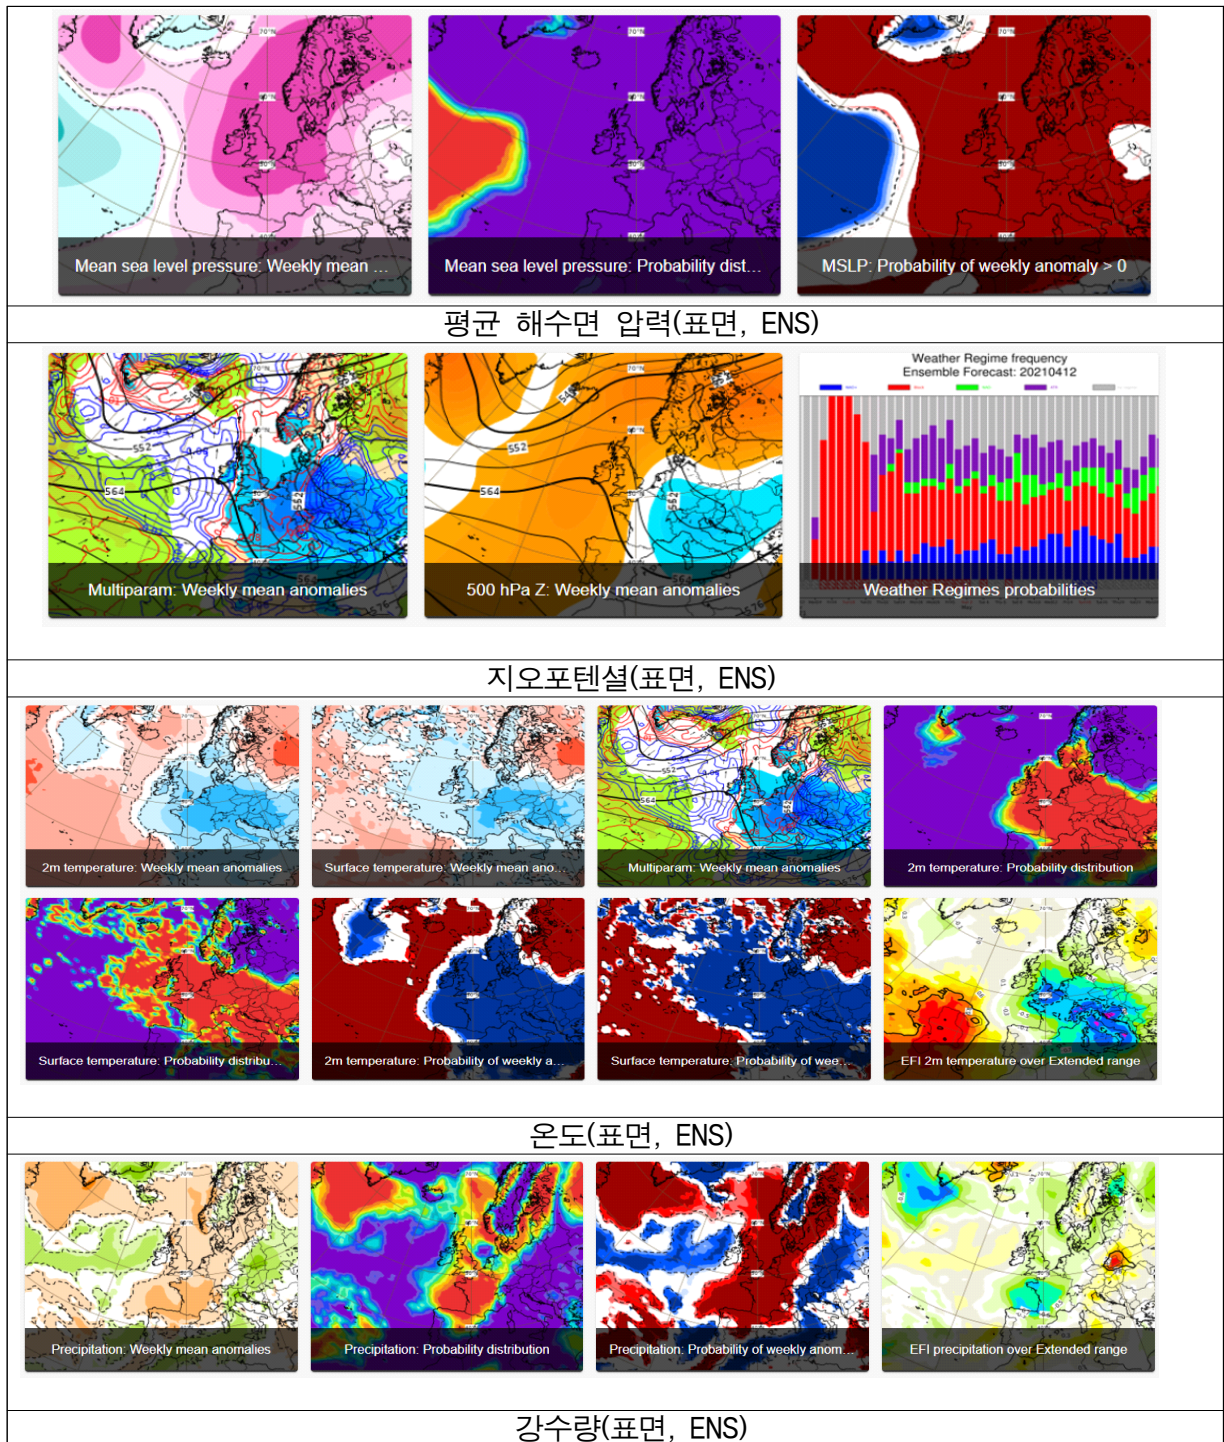 70°N
50°N
Mean sea level pressure: Weekly mean ...
Mean sea level pressure: Probability dist...
MSLP: Probability of weekly anomaly > 0
평균 해수면 압력(표면, ENS)
552
564
Multiparam: Weekly mean anomalies
552
564
500 hPa Z: Weekly mean anomalies
Weather Regime frequency
Ensemble Forecast: 20210412
Weather Regimes probabilities
지오포텐셜(표면, ENS)
2m temperature: Weekly mean anomalies
Surface temperature: Weekly mean ano...
Multiparam: Weekly mean anomalies
2m temperature: Probability distribution
Surface temperature: Probability distribu...
2m temperature: Probability of weekly a...
Surface temperature: Probability of wee...
EFI 2m temperature over Extended range
온도(표면, ENS)
Precipitation: Weekly mean anomalies
Precipitation: Probability distribution
Precipitation: Probability of weekly anom...
EFI precipitation over Extended range
강수량(표면, ENS)